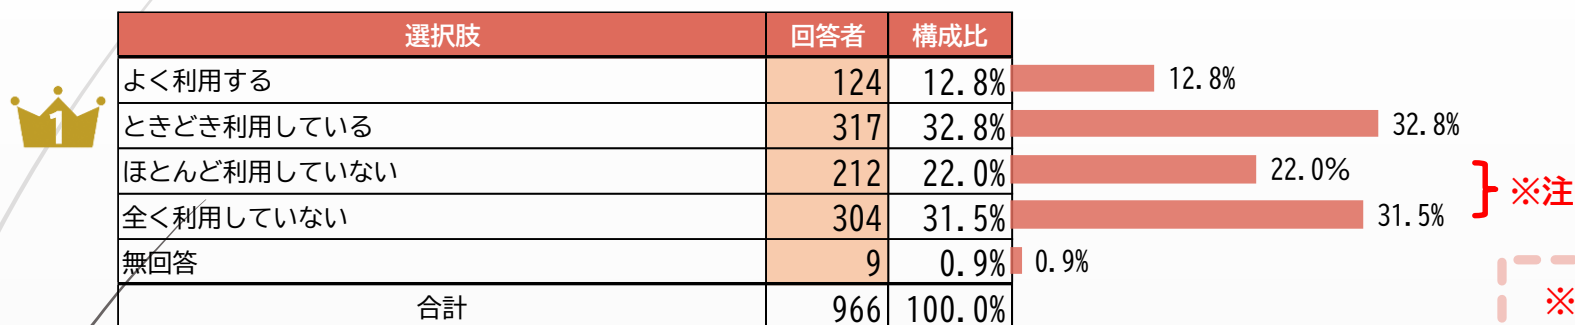 選択肢 回答者 構成比
よく利用する 124 12.8% 12.8%
1 ときどき利用している 317 32.8% 32.8%
ほとんど利用していない 212 22.0% 22.0%
※注
全く利用していない 304 31.5% 31.5%
無回答 9 0.9% 0.9%
合計 966 100.0%
※